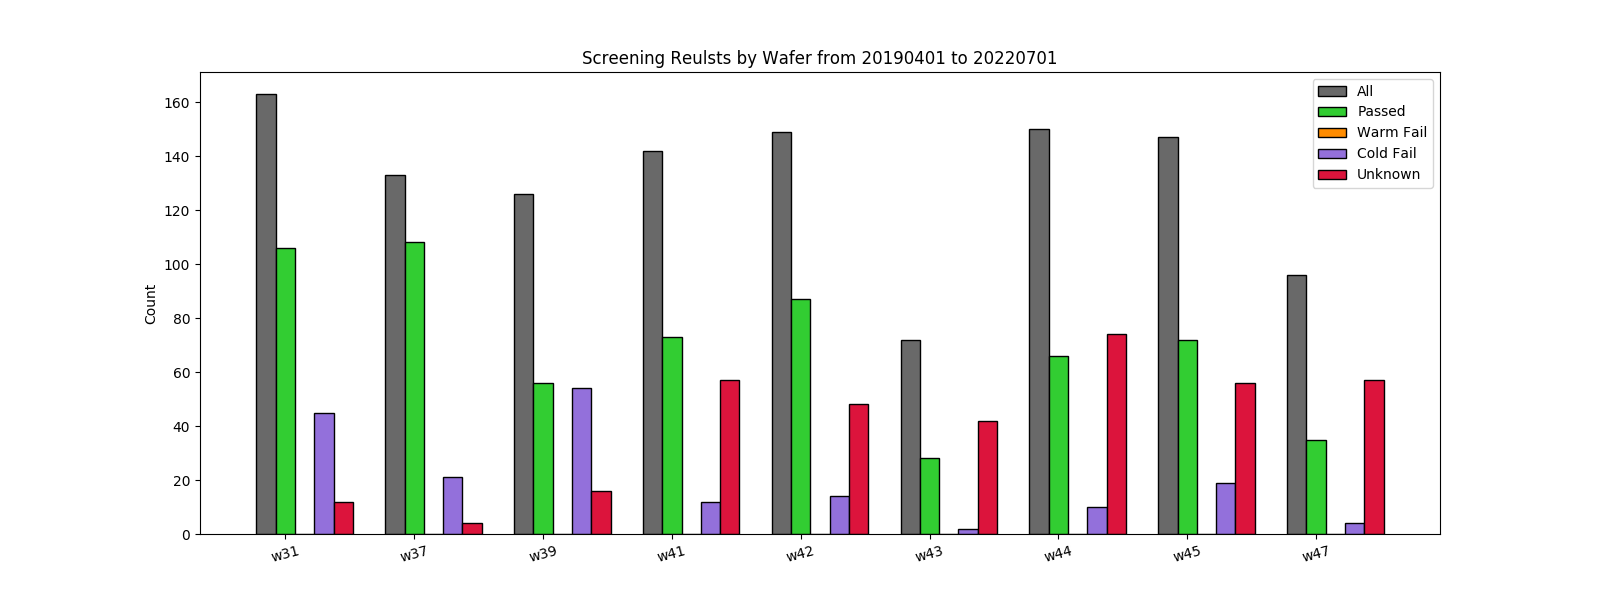 Screening Reulsts by Wafer from 20190401 to 20220701
All
Passed
Warm Fail
Cold Fail
Unknown
Count
160
140
120
100
80
60
40
20
0
w31 w37 w39 w41 w42 w43 w44 w45 w47